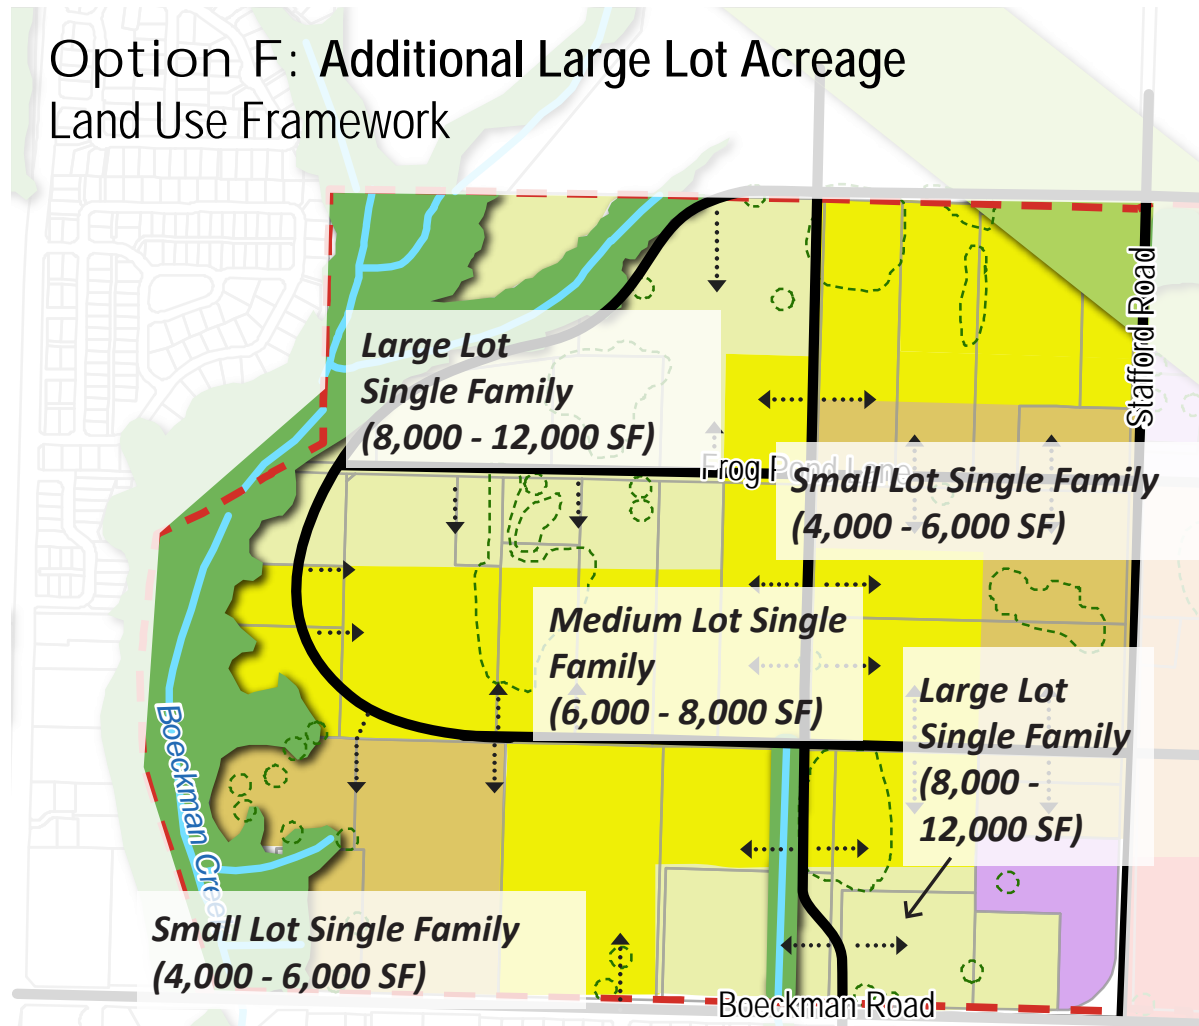 Option F: Additional Large Lot Acreage
Land Use Framework
Stafford Road
Large Lot
Single Family
(8,000 - 12,000 SF)
Frog Pond Lane
Small Lot Single Family
(4,000 - 6,000 SF)
Medium Lot Single
Family
(6,000 - 8,000 SF)
Large Lot
Single Family
(8,000 -
12,000 SF)
Boeckman Creek
Small Lot Single Family
(4,000 - 6,000 SF)
Boeckman Road